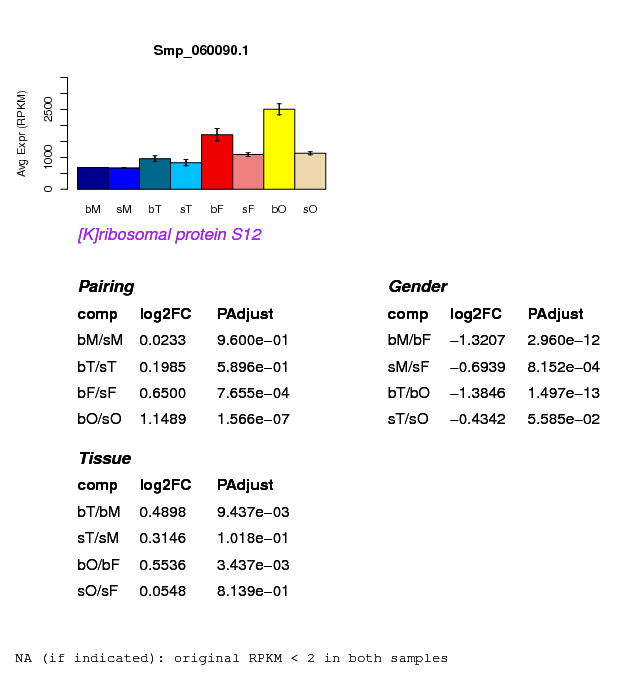 Smp_060090.1
Avg Expr (RPKM)
2500
1000
0
bM sM bT sT bF sF bO sO
[K]ribosomal protein S12
Pairing
comp log2FC PAdjust
bM/sM 0.0233 9.600e−01
bT/sT 0.1985 5.896e−01
bF/sF 0.6500 7.655e−04
bO/sO 1.1489 1.566e−07
Gender
comp log2FC PAdjust
bM/bF −1.3207 2.960e−12
sM/sF −0.6939 8.152e−04
bT/bO −1.3846 1.497e−13
sT/sO −0.4342 5.585e−02
Tissue
comp log2FC PAdjust
bT/bM 0.4898 9.437e−03
sT/sM 0.3146 1.018e−01
bO/bF 0.5536 3.437e−03
sO/sF 0.0548 8.139e−01
NA (if indicated): original RPKM < 2 in both samples